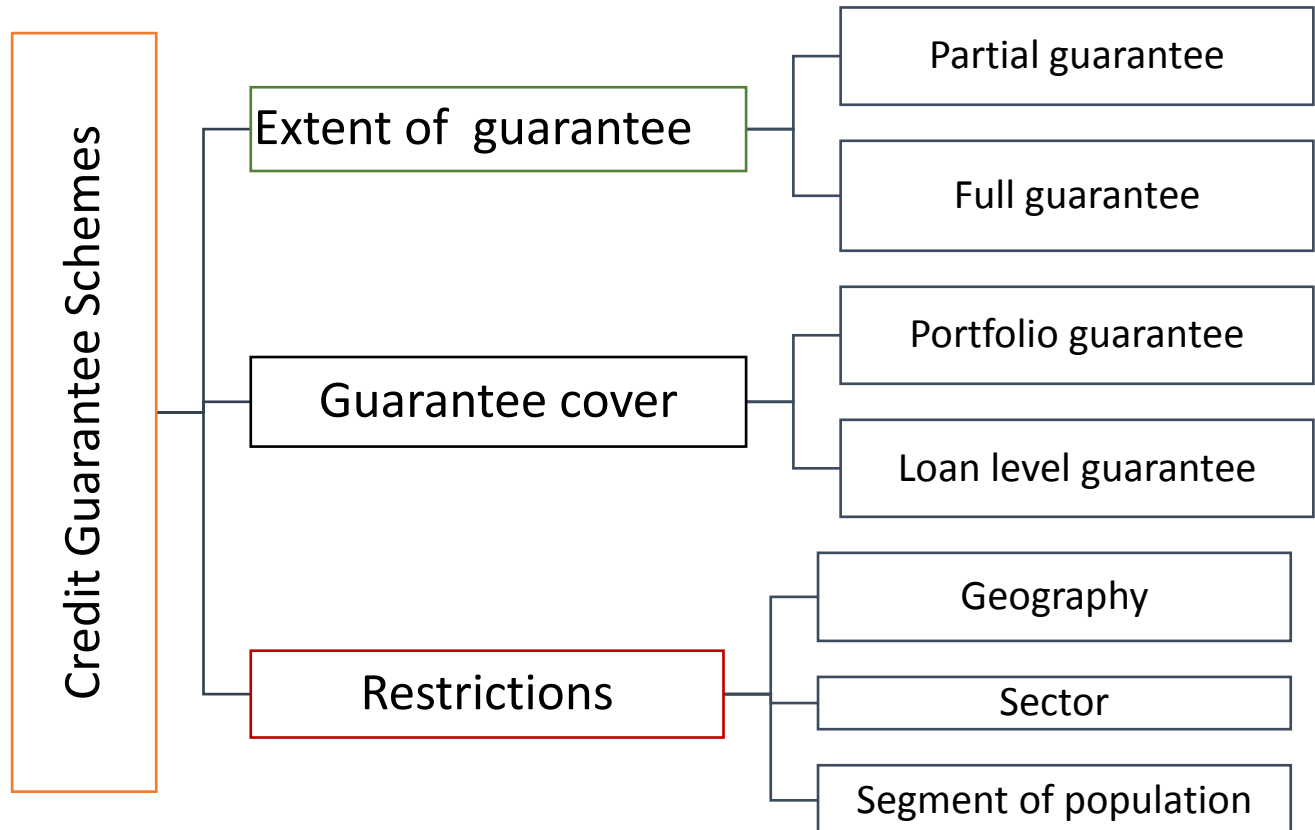 Credit Guarantee Schemes
Extent of  guarantee
Partial guarantee
Full guarantee
Guarantee cover
Portfolio guarantee
Loan level guarantee
Restrictions
Geography
Sector
Segment of population